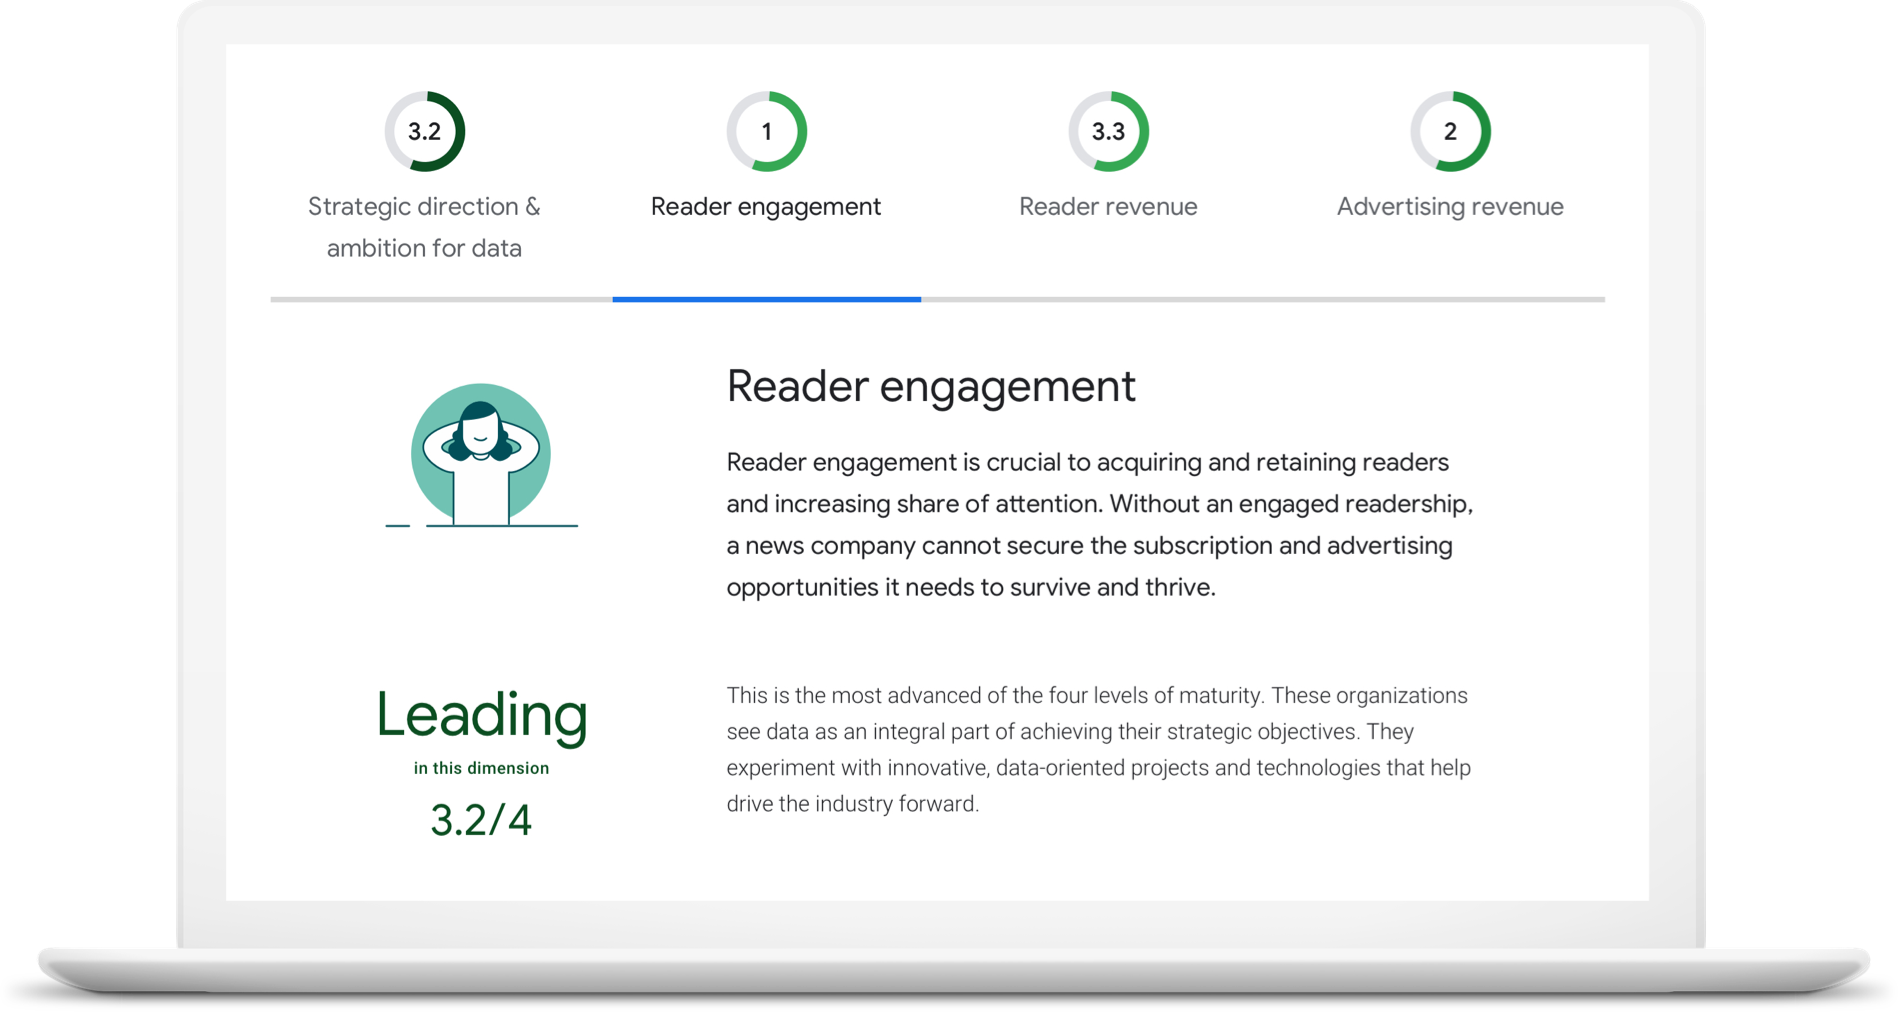 3.2
Strategic direction &
ambition for data
1
Reader engagement
3.3
Reader revenue
2
Advertising revenue
Reader engagement
Reader engagement is crucial to acquiring and retaining readers
and increasing share of attention. Without an engaged readership,
a news company cannot secure the subscription and advertising
opportunities it needs to survive and thrive.
Leading
in this dimension
3.2/4
This is the most advanced of the four levels of maturity. These organizations
see data as an integral part of achieving their strategic objectives. They
experiment with innovative, data-oriented projects and technologies that help
drive the industry forward.